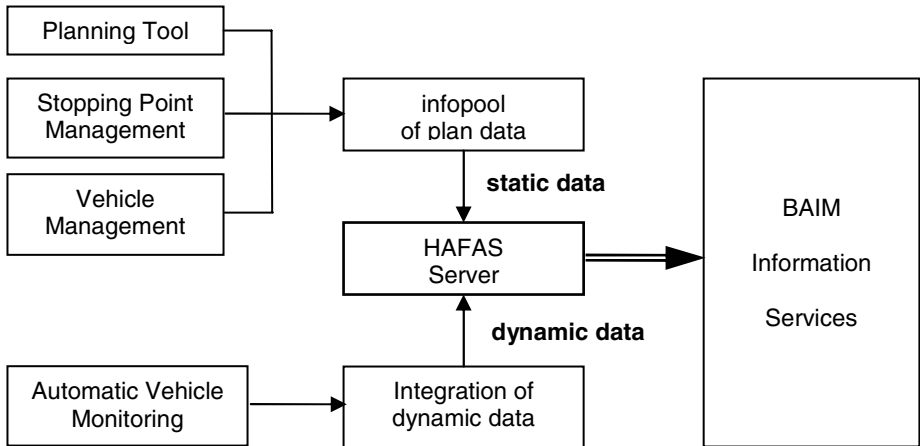 Planning Tool
Stopping Point
Management
Vehicle
Management
infopool
of plan data
static data
HAFAS
Server
dynamic data
Automatic Vehicle
Monitoring
Integration of
dynamic data
BAIM
Information
Services